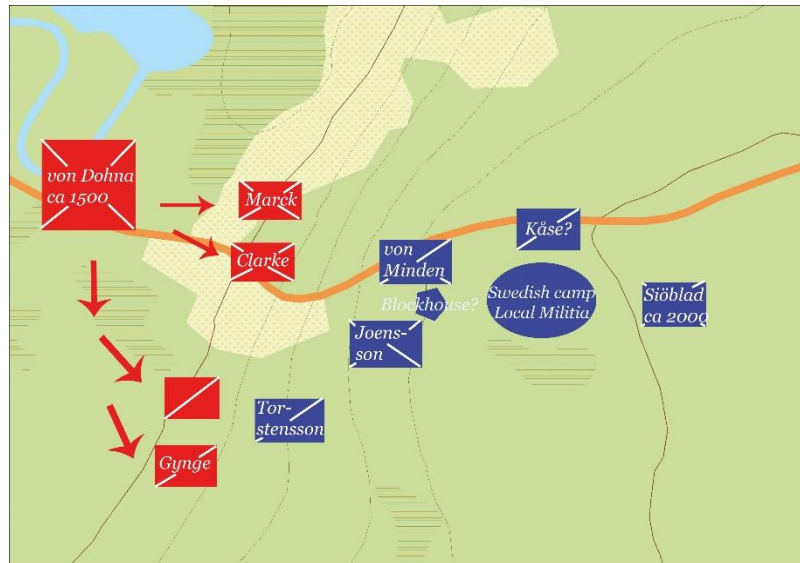 von Dohna
ca 1500
Marck
Clarke
Kåse?
von
Minden
Blockhouse?
Swedish camp
Local Militia
Siöblad
ca 2000
Joens-
son
Tor-
stensson
Gynge